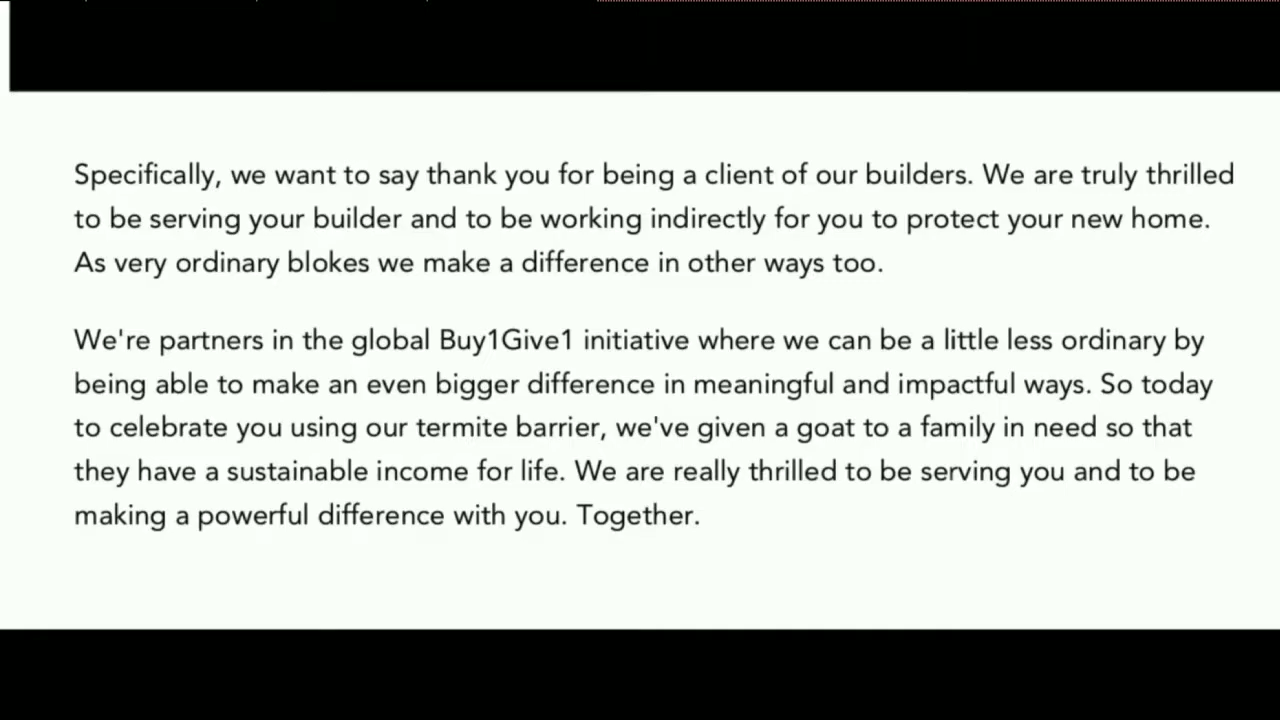 Specifically, we want to say thank you for being a client of our builders. We are truly thrilled
to be serving your builder and to be working indirectly for you to protect your new home.
As very ordinary blokes we make a difference in other ways too.
We're partners in the global Buy1Give1 initiative where we can be a little less ordinary by
being able to make an even bigger difference in meaningful and impactful ways. So today
to celebrate you using our termite barrier, we've given a goat to a family in need so that
they have a sustainable income for life. We are really thrilled to be serving you and to be
making a powerful difference with you. Together.